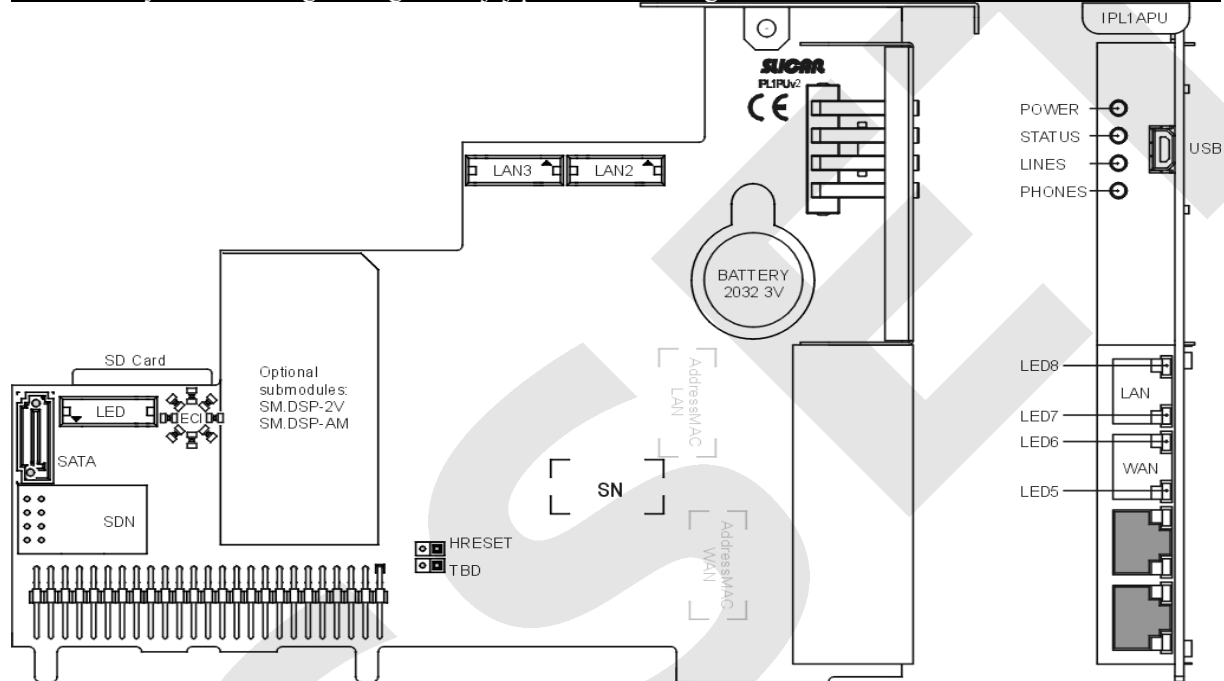 IPL1APU
SLICAN
IPL1PUv2
CE
POWER
STATUS
LINES
PHONES
USB
LAN3
LAN2
BATTERY
2032 3V
SD Card
LED
ECI
Optional
submodules:
SM.DSP-2V
SM.DSP-AM
SATA
SDN
AddressMAC
LAN
SN
AddressMAC
WAN
HRESET
TBD
LED8
LAN
LED7
LED6
WAN
LED5